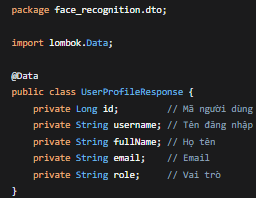 package face_recognition.dto;
import lombok.Data;
@Data
public class UserProfileResponse {
private Long id; // Mã người dùng
private String username; // Tên đăng nhập
private String fullName; // Họ tên
private String email; // Email
private String role; // Vai trò
}